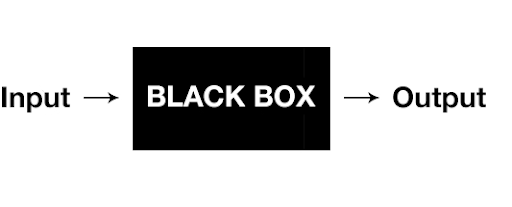 Input → BLACK BOX → Output